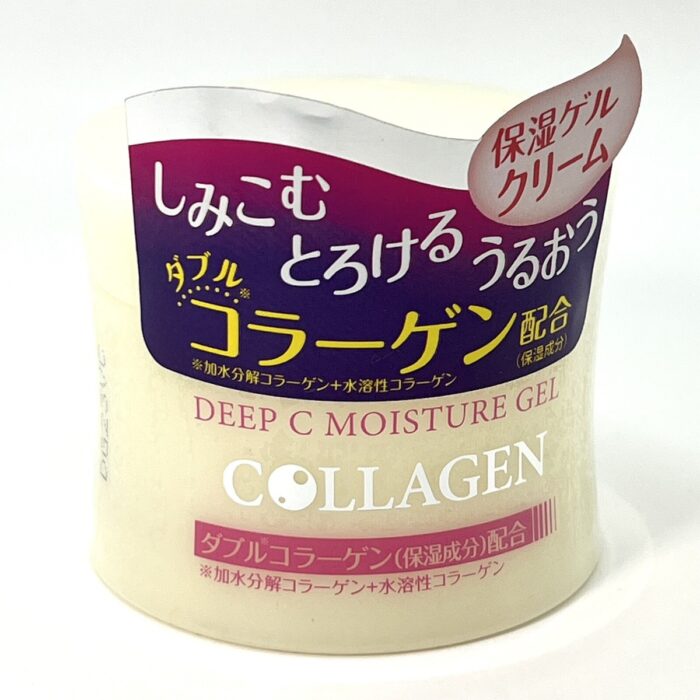 保湿ゲル
クリーム
しみこむ
とろける
うるおう
ダブル※
コラーゲン配合
(保湿成分)
※加水分解コラーゲン+水溶性コラーゲン
DEEP C MOISTURE GEL
COLLAGEN
ダブル※コラーゲン(保湿成分)配合
※加水分解コラーゲン+水溶性コラーゲン